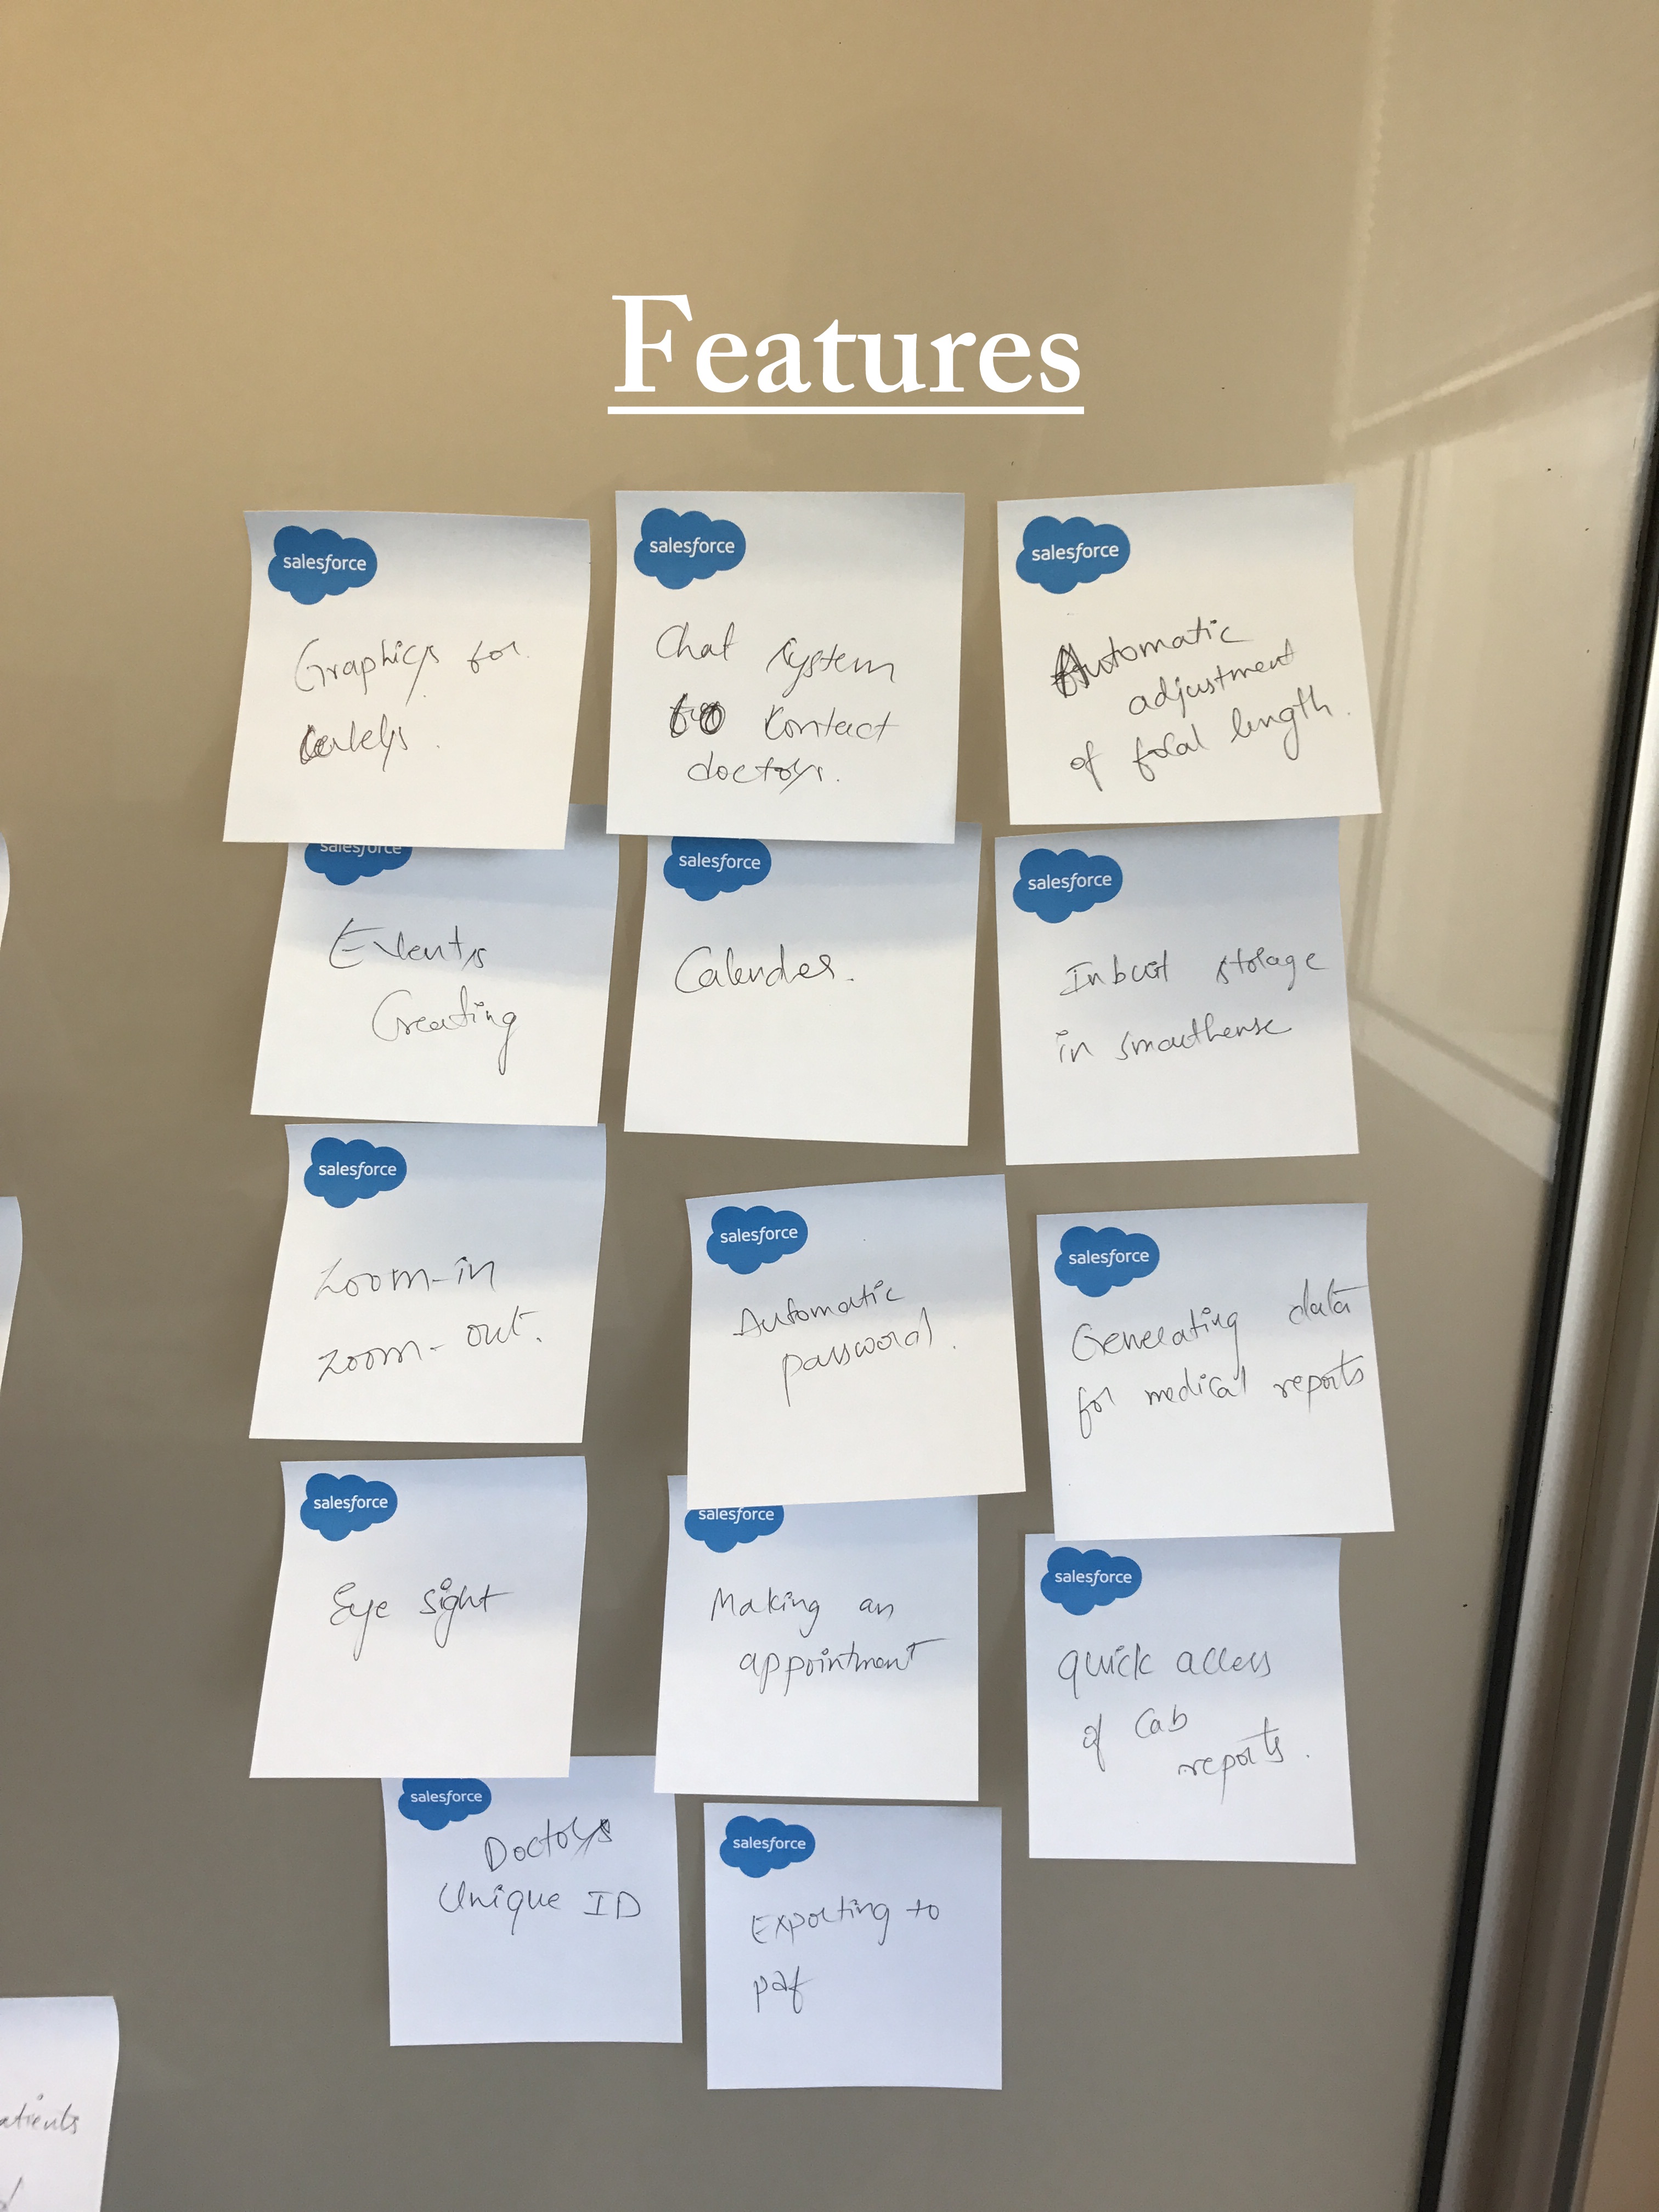 Features
salesforce
Graphics for
salesforce
Chat system
to contact
doctors.
salesforce
Automatic
adjustment
of focal length.
salesforce
Events
Creating
salesforce
Calender.
salesforce
Inbuilt storage
in smartlense
salesforce
Zoom-in
zoom-out.
salesforce
Automatic
password.
salesforce
Generating data
for medical reports
salesforce
Eye sight
salesforce
Making an
appointment
salesforce
quick access
of Lab
reports.
salesforce
Doctors
Unique ID
salesforce
Exporting to
pdf
atients